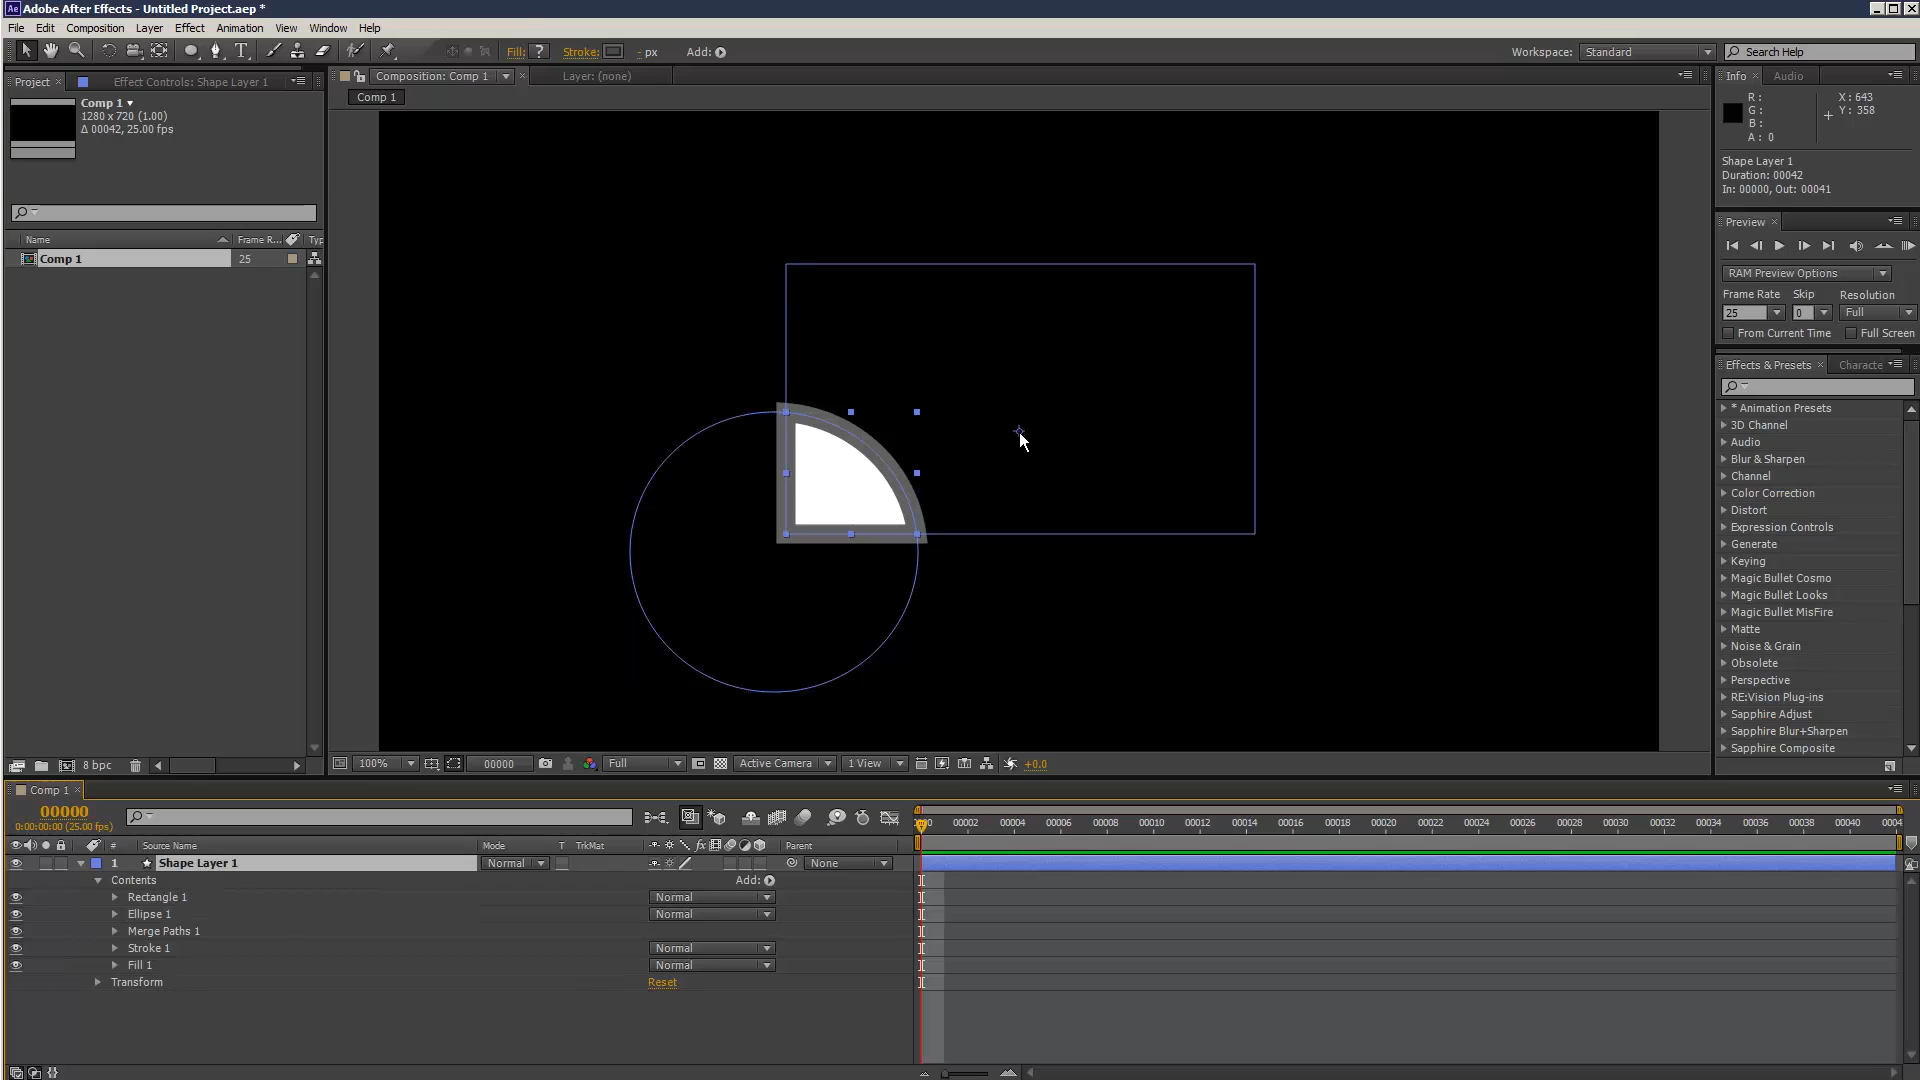 Ae Adobe After Effects - Untitled Project.aep *
File Edit Composition Layer Effect Animation View Window Help
T Fill: ? Stroke: - px Add: Workspace: Standard Search Help
Project Effect Controls: Shape Layer 1
Comp 1
1280 x 720 (1.00)
Δ 00042, 25.00 fps
Name Frame R... Typ
Comp 1 25
8 bpc
Composition: Comp 1 Layer: (none)
Comp 1
100% 00000 Full Active Camera 1 View +0.0
Info Audio
R : X : 643
G : Y : 358
B :
A : 0
Shape Layer 1
Duration: 00042
In: 00000, Out: 00041
Preview
RAM Preview Options
Frame Rate Skip Resolution
25 0 Full
From Current Time Full Screen
Effects & Presets Characte
* Animation Presets
3D Channel
Audio
Blur & Sharpen
Channel
Color Correction
Distort
Expression Controls
Generate
Keying
Magic Bullet Cosmo
Magic Bullet Looks
Magic Bullet MisFire
Matte
Noise & Grain
Obsolete
Perspective
RE:Vision Plug-ins
Sapphire Adjust
Sapphire Blur+Sharpen
Sapphire Composite
Comp 1
00000
0:00:00:00 (25.00 fps)
00002 00004 00006 00008 00010 00012 00014 00016 00018 00020 00022 00024 00026 00028 00030 00032 00034 00036 00038 00040 0004
# Source Name Mode T TrkMat fx Parent
1 Shape Layer 1 Normal None
Contents Add:
Rectangle 1 Normal
Ellipse 1 Normal
Merge Paths 1
Stroke 1 Normal
Fill 1 Normal
Transform Reset